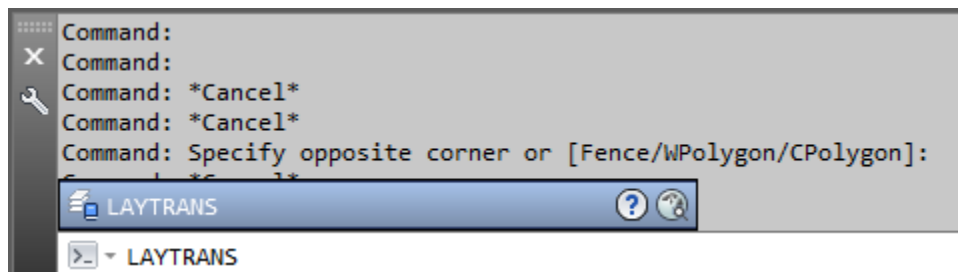 Command:
Command:
Command: *Cancel*
Command: *Cancel*
Command: Specify opposite corner or [Fence/WPolygon/CPolygon]:
LAYTRANS
LAYTRANS